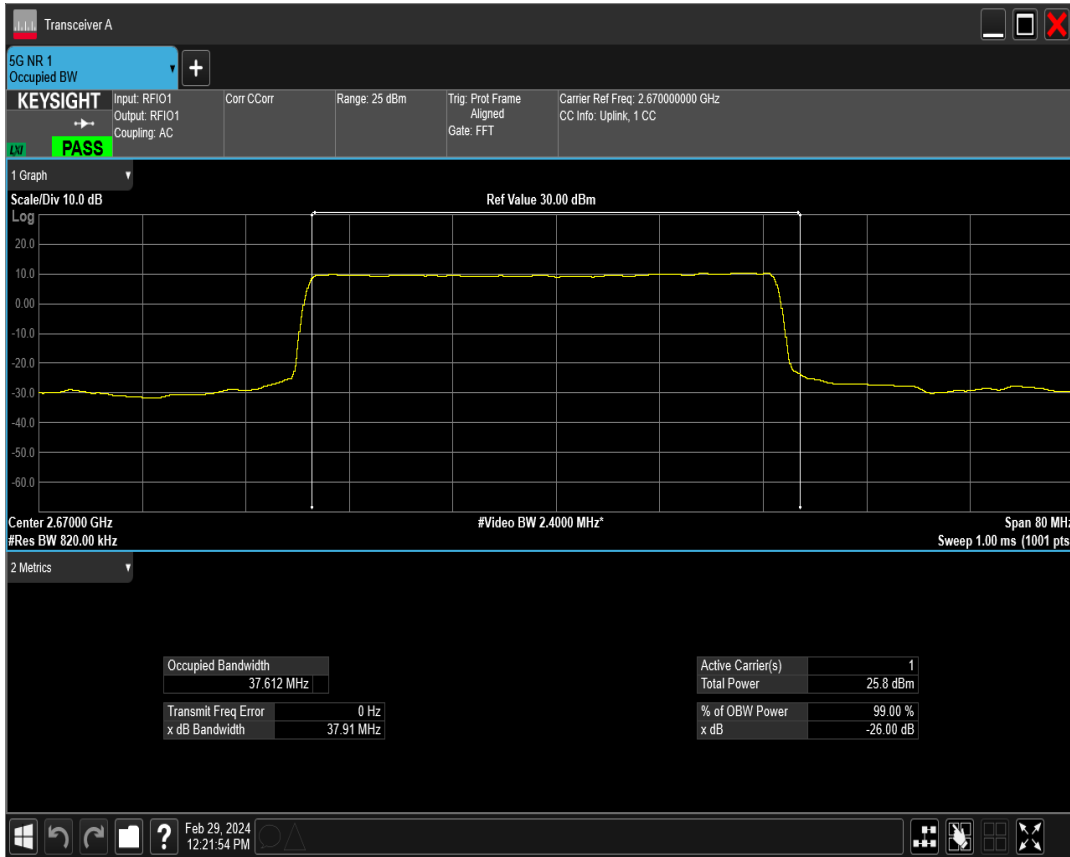 Transceiver A
5G NR 1
Occupied BW
KEYSIGHT
LXI
PASS
Input: RFIO1
Output: RFIO1
Coupling: AC
Corr CCorr
Range: 25 dBm
Trig: Prot Frame
Aligned
Gate: FFT
Carrier Ref Freq: 2.670000000 GHz
CC Info: Uplink, 1 CC
1 Graph
Scale/Div 10.0 dB
Ref Value 30.00 dBm
Log
20.0
10.0
0.00
-10.0
-20.0
-30.0
-40.0
-50.0
-60.0
Center 2.67000 GHz
#Video BW 2.4000 MHz*
Span 80 MHz
#Res BW 820.00 kHz
Sweep 1.00 ms (1001 pts
2 Metrics
Occupied Bandwidth
37.612 MHz
Transmit Freq Error 0 Hz
x dB Bandwidth 37.91 MHz
Active Carrier(s) 1
Total Power 25.8 dBm
% of OBW Power 99.00 %
x dB -26.00 dB
?
Feb 29, 2024
12:21:54 PM